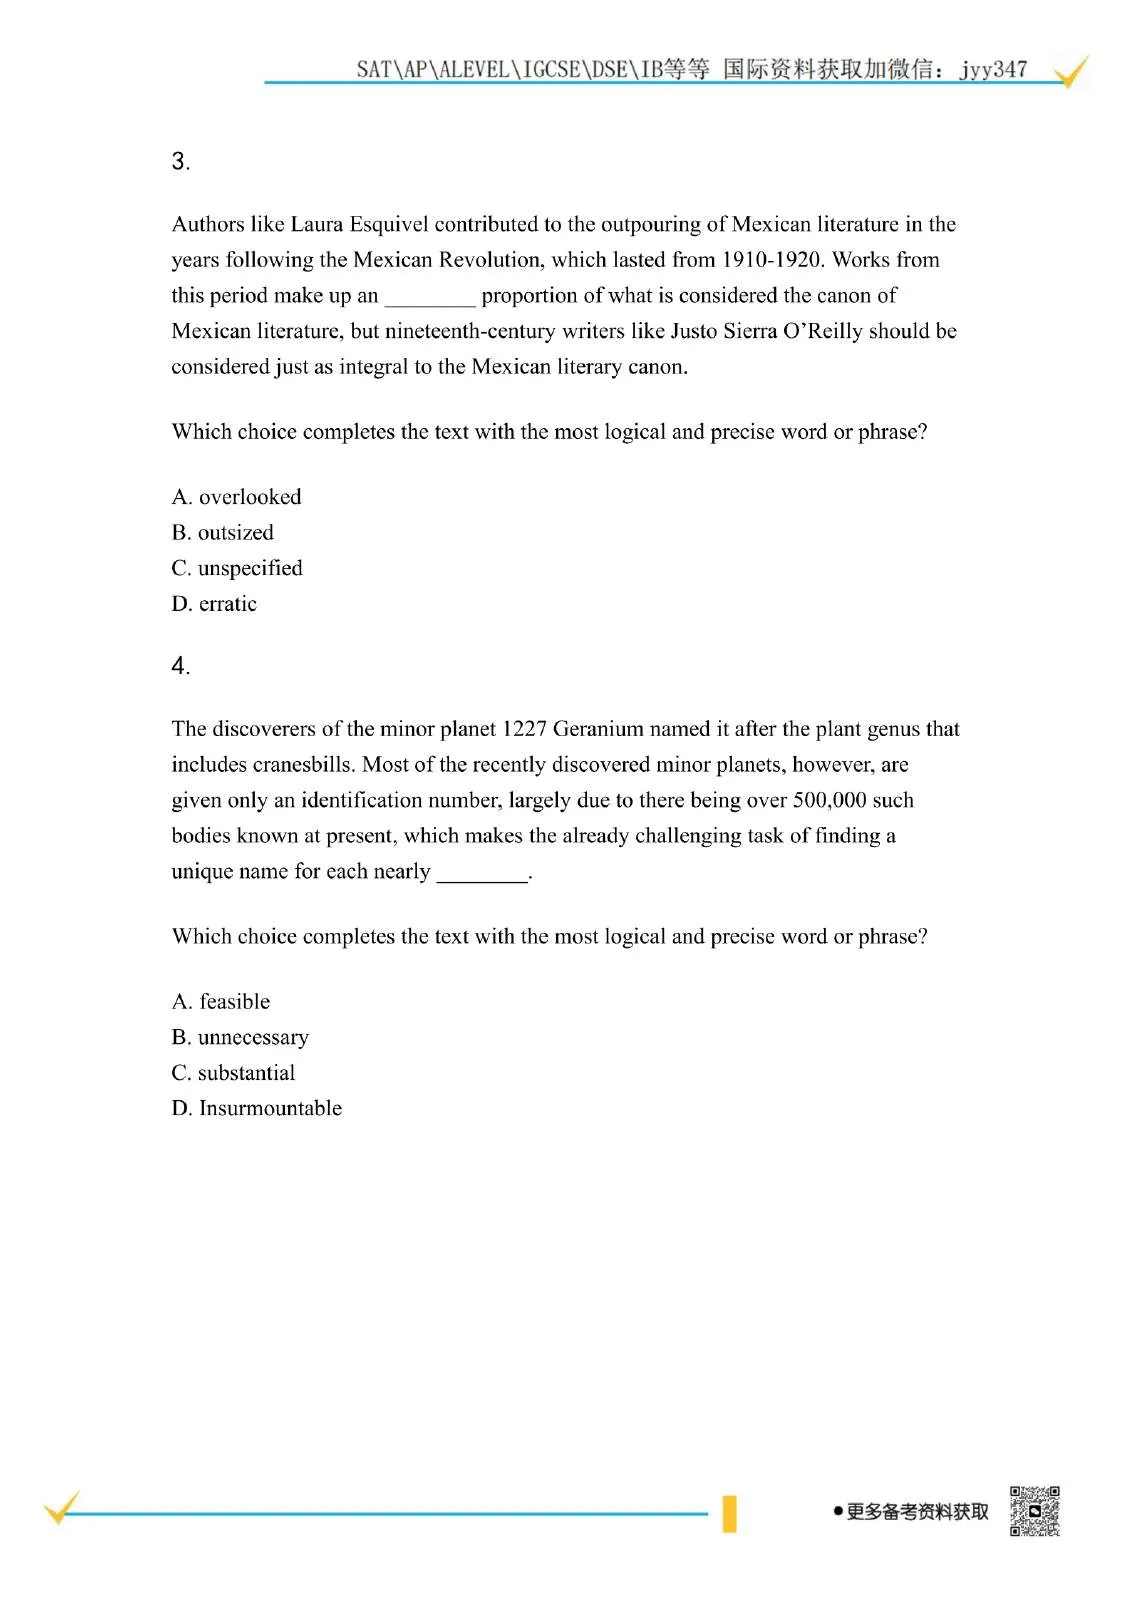 SAT\AP\ALEVEL\IGCSE\DSE\IB等等 国际资料获取加微信：jyy347
3.
Authors like Laura Esquivel contributed to the outpouring of Mexican literature in the
years following the Mexican Revolution, which lasted from 1910-1920. Works from
this period make up an ________ proportion of what is considered the canon of
Mexican literature, but nineteenth-century writers like Justo Sierra O’Reilly should be
considered just as integral to the Mexican literary canon.
Which choice completes the text with the most logical and precise word or phrase?
A. overlooked
B. outsized
C. unspecified
D. erratic
4.
The discoverers of the minor planet 1227 Geranium named it after the plant genus that
includes cranesbills. Most of the recently discovered minor planets, however, are
given only an identification number, largely due to there being over 500,000 such
bodies known at present, which makes the already challenging task of finding a
unique name for each nearly ________.
Which choice completes the text with the most logical and precise word or phrase?
A. feasible
B. unnecessary
C. substantial
D. Insurmountable
●更多备考资料获取